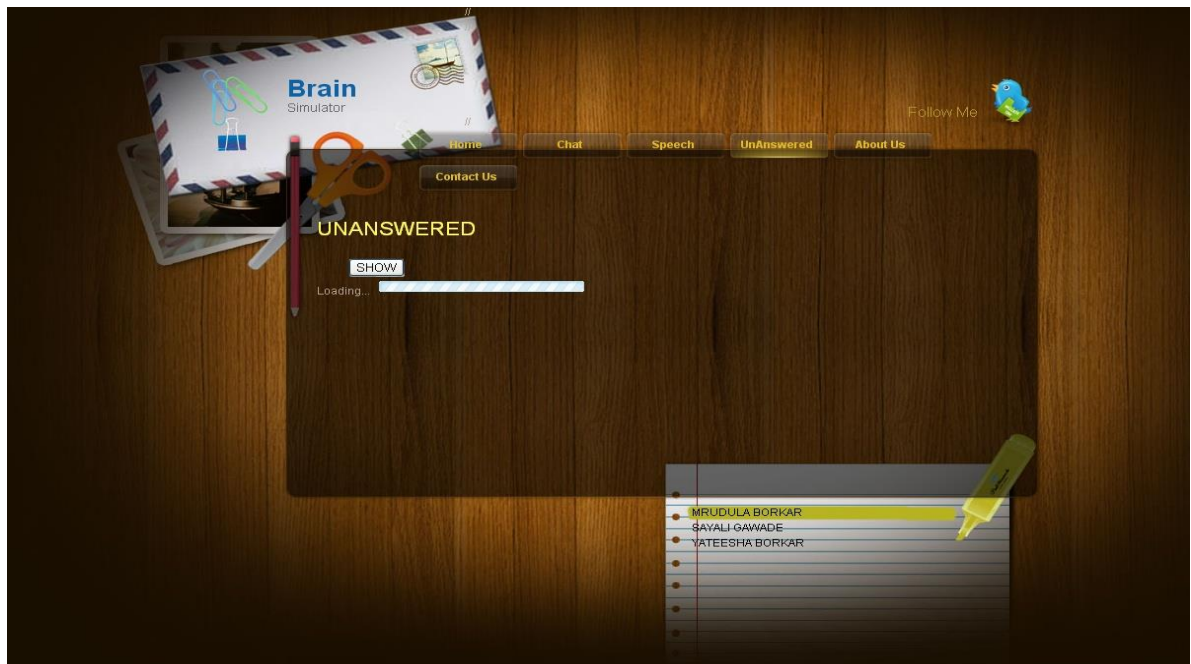 //
Brain
Simulator
Follow Me
//
Home Chat Speech UnAnswered About Us
Contact Us
UNANSWERED
SHOW
Loading...
MRUDULA BORKAR
SAYALI GAWADE
YATEESHA BORKAR